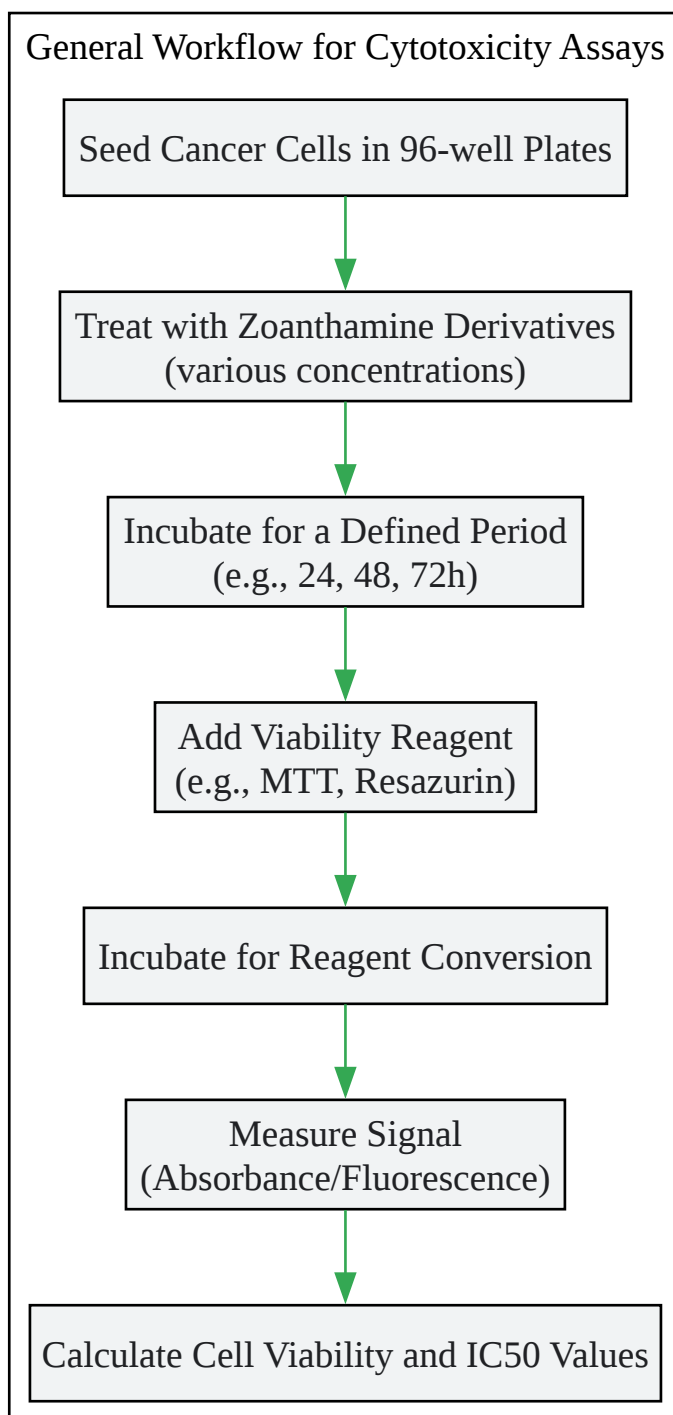 General Workflow for Cytotoxicity Assays
Seed Cancer Cells in 96-well Plates
Treat with Zoanthamine Derivatives
(various concentrations)
Incubate for a Defined Period
(e.g., 24, 48, 72h)
Add Viability Reagent
(e.g., MTT, Resazurin)
Incubate for Reagent Conversion
Measure Signal
(Absorbance/Fluorescence)
Calculate Cell Viability and IC50 Values